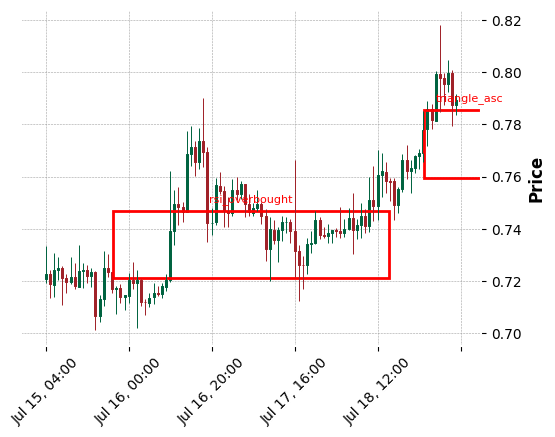 0.82
0.80
triangle_asc
0.78
0.76
rsi_overbought
0.74
0.72
0.70
Price
Jul 15, 04:00
Jul 16, 00:00
Jul 16, 20:00
Jul 17, 16:00
Jul 18, 12:00